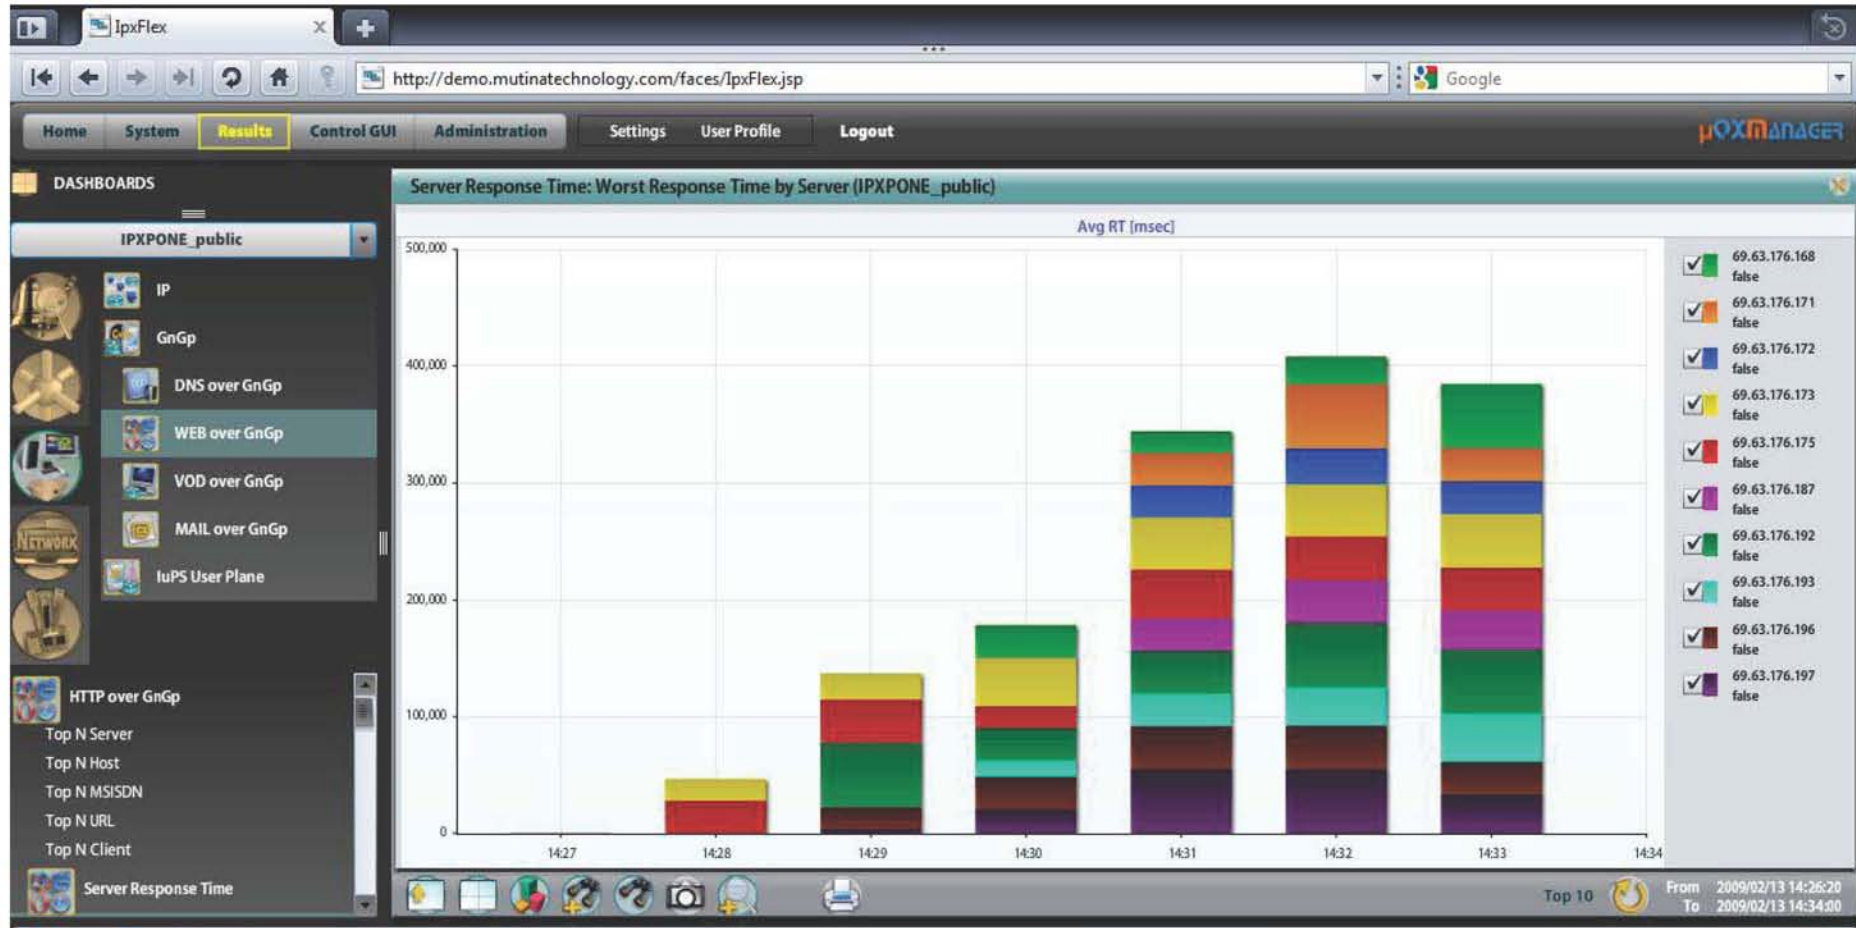 IpxFlex
http://demo.mutinatechnology.com/faces/IpxFlex.jsp
Google
Home System Results Control GUI Administration Settings User Profile Logout
µOXMANAGER
DASHBOARDS
IPXPONE_public
IP
GnGp
DNS over GnGp
WEB over GnGp
VOD over GnGp
MAIL over GnGp
IuPS User Plane
NETWORK
HTTP over GnGp
Top N Server
Top N Host
Top N MSISDN
Top N URL
Top N Client
Server Response Time
Server Response Time: Worst Response Time by Server (IPXPONE_public)
Avg RT [msec]
500,000
400,000
300,000
200,000
100,000
0
14:27 14:28 14:29 14:30 14:31 14:32 14:33 14:34
69.63.176.168
false
69.63.176.171
false
69.63.176.172
false
69.63.176.173
false
69.63.176.175
false
69.63.176.187
false
69.63.176.192
false
69.63.176.193
false
69.63.176.196
false
69.63.176.197
false
Top 10
From 2009/02/13 14:26:20
To 2009/02/13 14:34:00